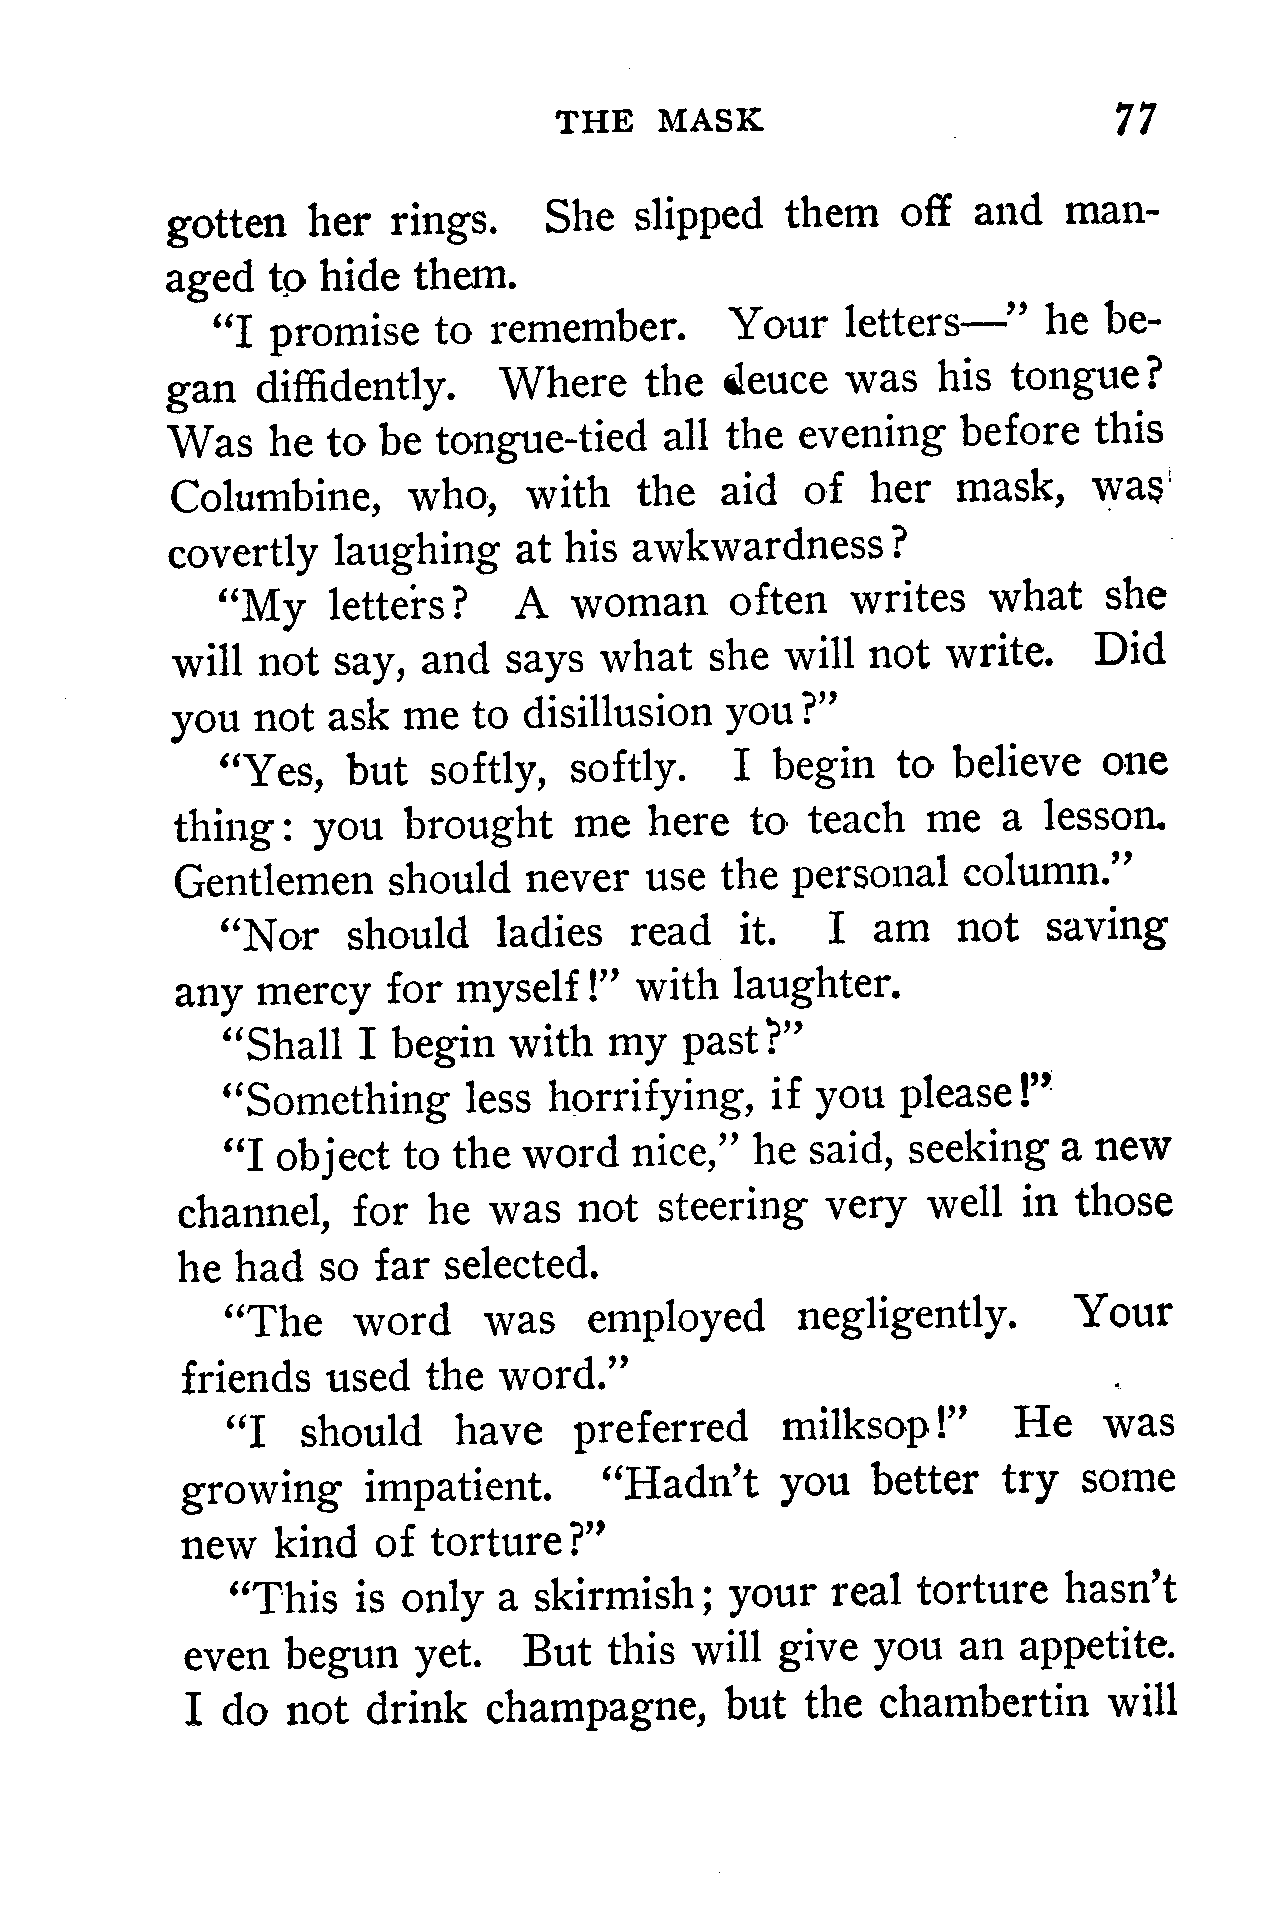 THE MASK 77
gotten her rings. She slipped them off and man-
aged to hide them.
"I promise to remember. Your letters—" he be-
gan diffidently. Where the deuce was his tongue?
Was he to be tongue-tied all the evening before this
Columbine, who, with the aid of her mask, was
covertly laughing at his awkwardness?
"My letters? A woman often writes what she
will not say, and says what she will not write. Did
you not ask me to disillusion you?"
"Yes, but softly, softly. I begin to believe one
thing: you brought me here to teach me a lesson.
Gentlemen should never use the personal column."
"Nor should ladies read it. I am not saving
any mercy for myself!" with laughter.
"Shall I begin with my past?"
"Something less horrifying, if you please!"
"I object to the word nice," he said, seeking a new
channel, for he was not steering very well in those
he had so far selected.
"The word was employed negligently. Your
friends used the word."
"I should have preferred milksop!" He was
growing impatient. "Hadn't you better try some
new kind of torture?"
"This is only a skirmish; your real torture hasn't
even begun yet. But this will give you an appetite.
I do not drink champagne, but the chambertin will